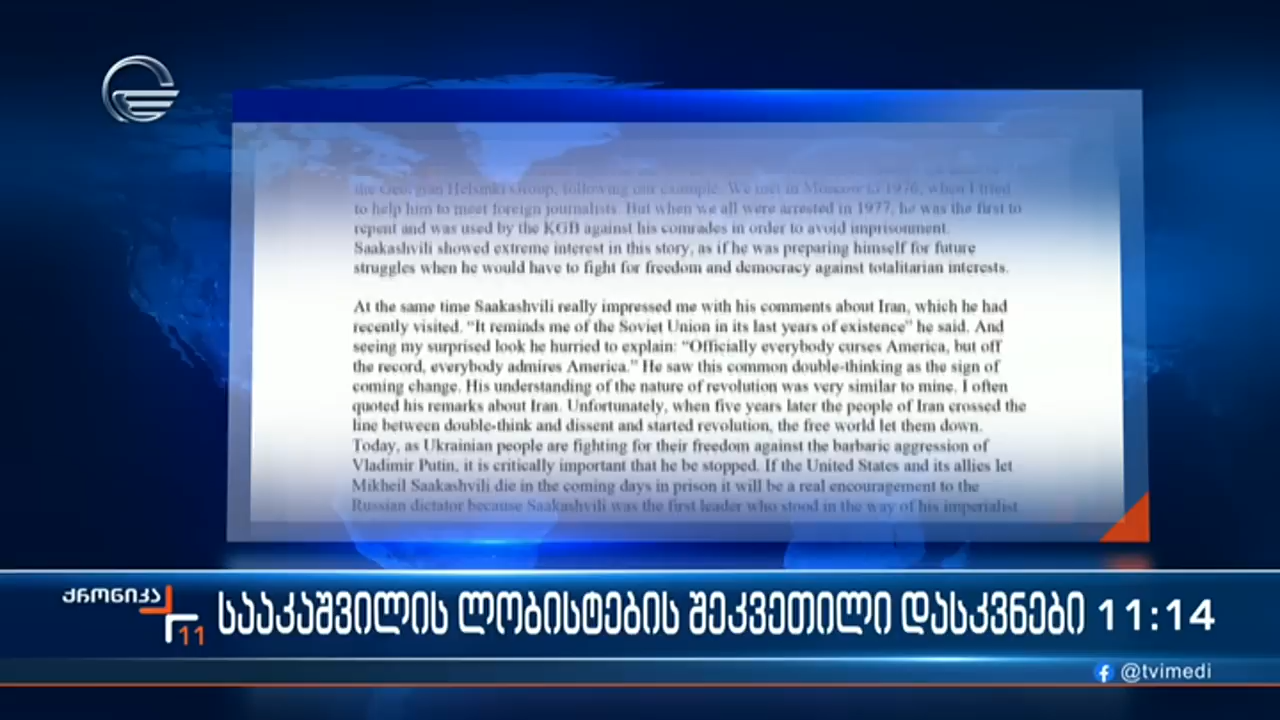 the Georgian Helsinki Group, following our example. We met in Moscow in 1976, when I tried
to help him to meet foreign journalists. But when we all were arrested in 1977, he was the first to
repent and was used by the KGB against his comrades in order to avoid imprisonment.
Saakashvili showed extreme interest in this story, as if he was preparing himself for future
struggles when he would have to fight for freedom and democracy against totalitarian interests.
At the same time Saakashvili really impressed me with his comments about Iran, which he had
recently visited. “It reminds me of the Soviet Union in its last years of existence” he said. And
seeing my surprised look he hurried to explain: “Officially everybody curses America, but off
the record, everybody admires America.” He saw this common double-thinking as the sign of
coming change. His understanding of the nature of revolution was very similar to mine. I often
quoted his remarks about Iran. Unfortunately, when five years later the people of Iran crossed the
line between double-think and dissent and started revolution, the free world let them down.
Today, as Ukrainian people are fighting for their freedom against the barbaric aggression of
Vladimir Putin, it is critically important that he be stopped. If the United States and its allies let
Mikheil Saakashvili die in the coming days in prison it will be a real encouragement to the
Russian dictator because Saakashvili was the first leader who stood in the way of his imperialist
ქრონიკა
11
სააკაშვილის ლობისტების შეკვეთილი დასკვნები 11:14
@tvimedi